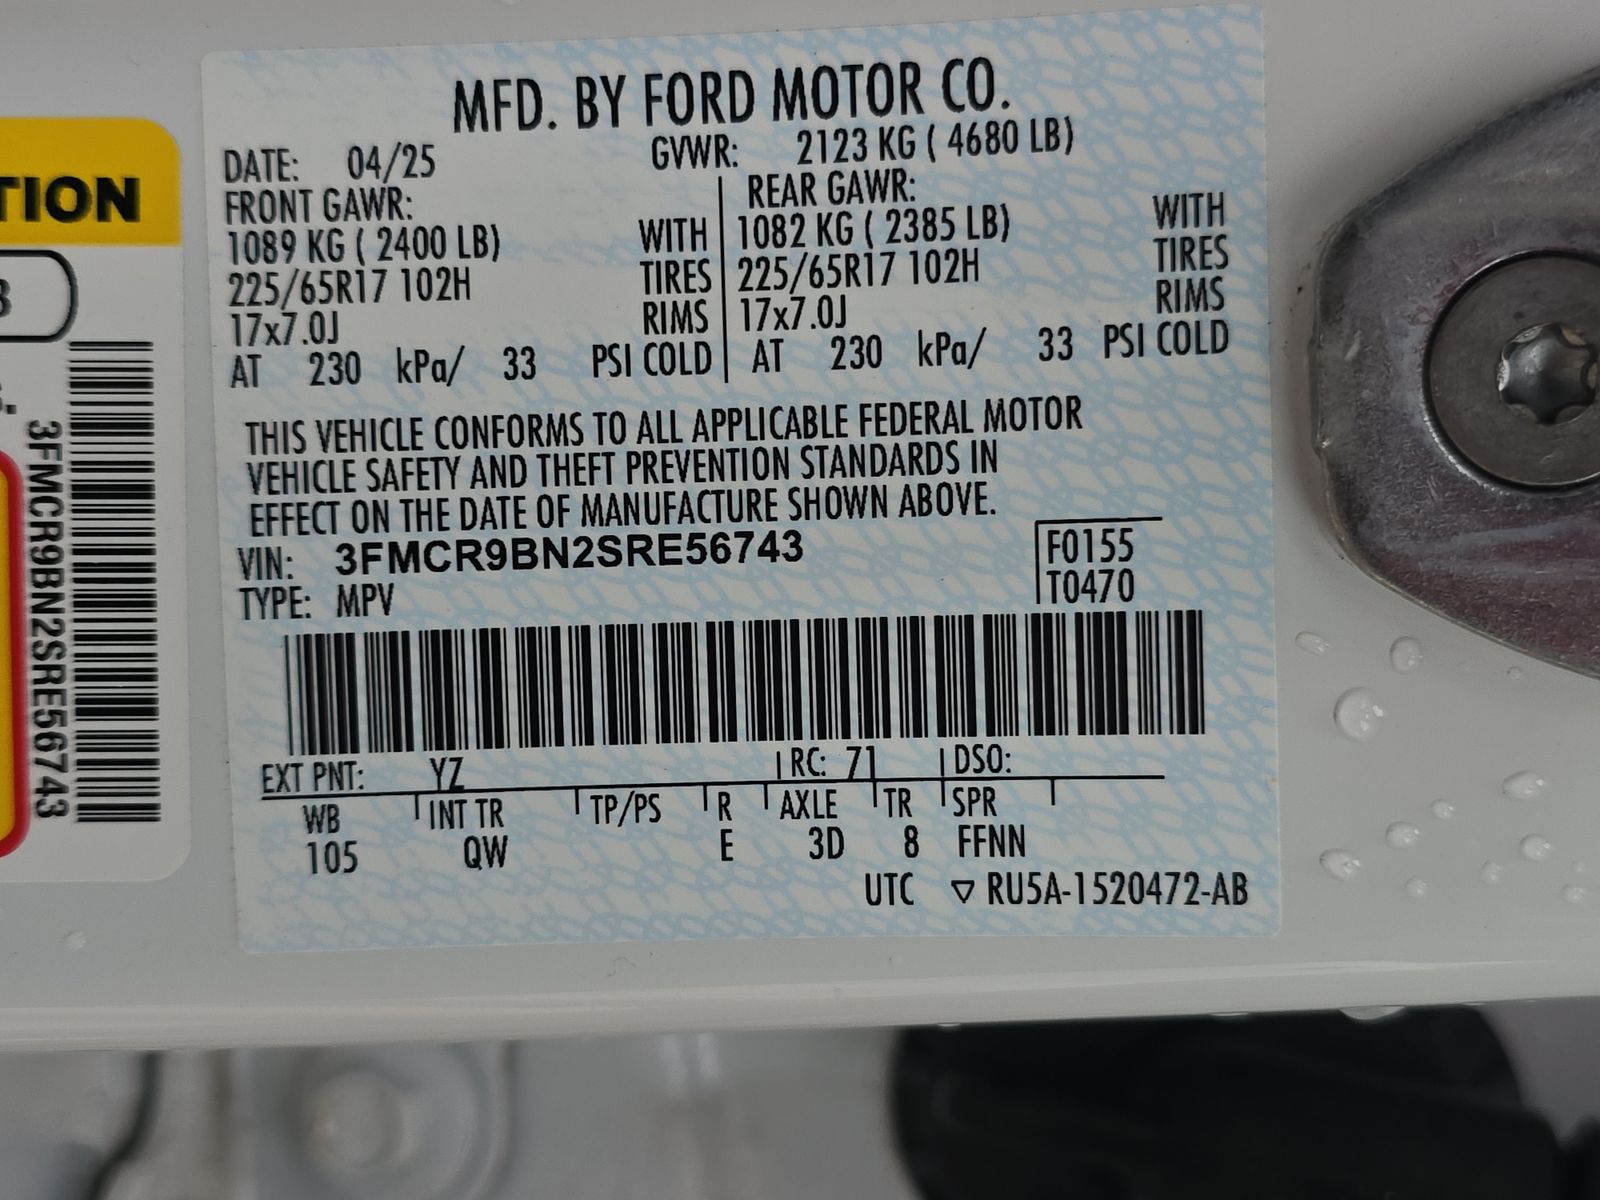 MFD. BY FORD MOTOR CO.
DATE: 04/25 GVWR: 2123 KG ( 4680 LB)
FRONT GAWR: REAR GAWR:
1089 KG ( 2400 LB) WITH 1082 KG ( 2385 LB) WITH
225/65R17 102H TIRES 225/65R17 102H TIRES
17x7.0J RIMS 17x7.0J RIMS
AT 230 kPa/ 33 PSI COLD AT 230 kPa/ 33 PSI COLD
THIS VEHICLE CONFORMS TO ALL APPLICABLE FEDERAL MOTOR
VEHICLE SAFETY AND THEFT PREVENTION STANDARDS IN
EFFECT ON THE DATE OF MANUFACTURE SHOWN ABOVE.
VIN: 3FMCR9BN2SRE56743 F0155
TYPE: MPV T0470
EXT PNT: YZ RC: 71 DSO:
WB INT TR TP/PS R AXLE TR SPR
105 QW E 3D 8 FFNN
UTC ▽ RU5A-1520472-AB
TION
3FMCR9BN2SRE56743